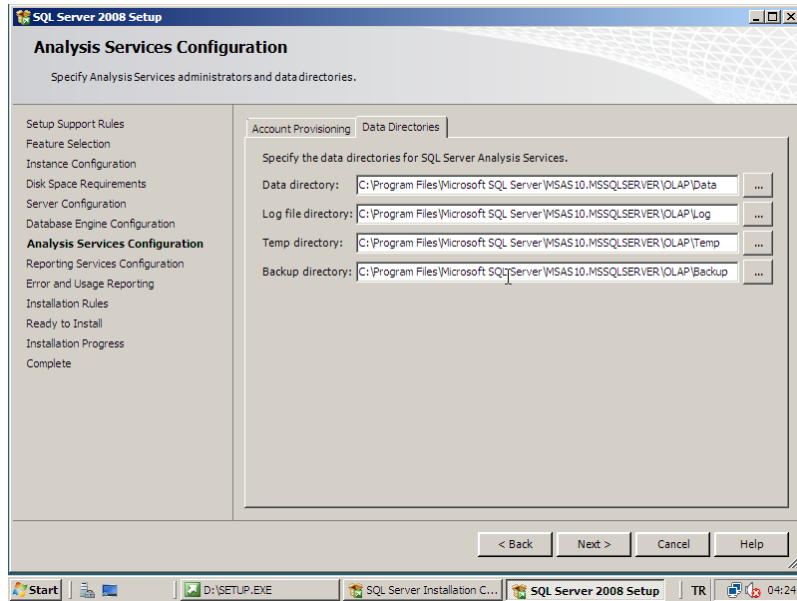 SQL Server 2008 Setup
Analysis Services Configuration
Specify Analysis Services administrators and data directories.
Setup Support Rules
Feature Selection
Instance Configuration
Disk Space Requirements
Server Configuration
Database Engine Configuration
Analysis Services Configuration
Reporting Services Configuration
Error and Usage Reporting
Installation Rules
Ready to Install
Installation Progress
Complete
Account Provisioning Data Directories
Specify the data directories for SQL Server Analysis Services.
Data directory: C:\Program Files\Microsoft SQL Server\MSAS10.MSSQLSERVER\OLAP\Data ...
Log file directory: C:\Program Files\Microsoft SQL Server\MSAS10.MSSQLSERVER\OLAP\Log ...
Temp directory: C:\Program Files\Microsoft SQL Server\MSAS10.MSSQLSERVER\OLAP\Temp ...
Backup directory: C:\Program Files\Microsoft SQL Server\MSAS10.MSSQLSERVER\OLAP\Backup ...
< Back Next > Cancel Help
Start D:\SETUP.EXE SQL Server Installation C... SQL Server 2008 Setup TR 04:24